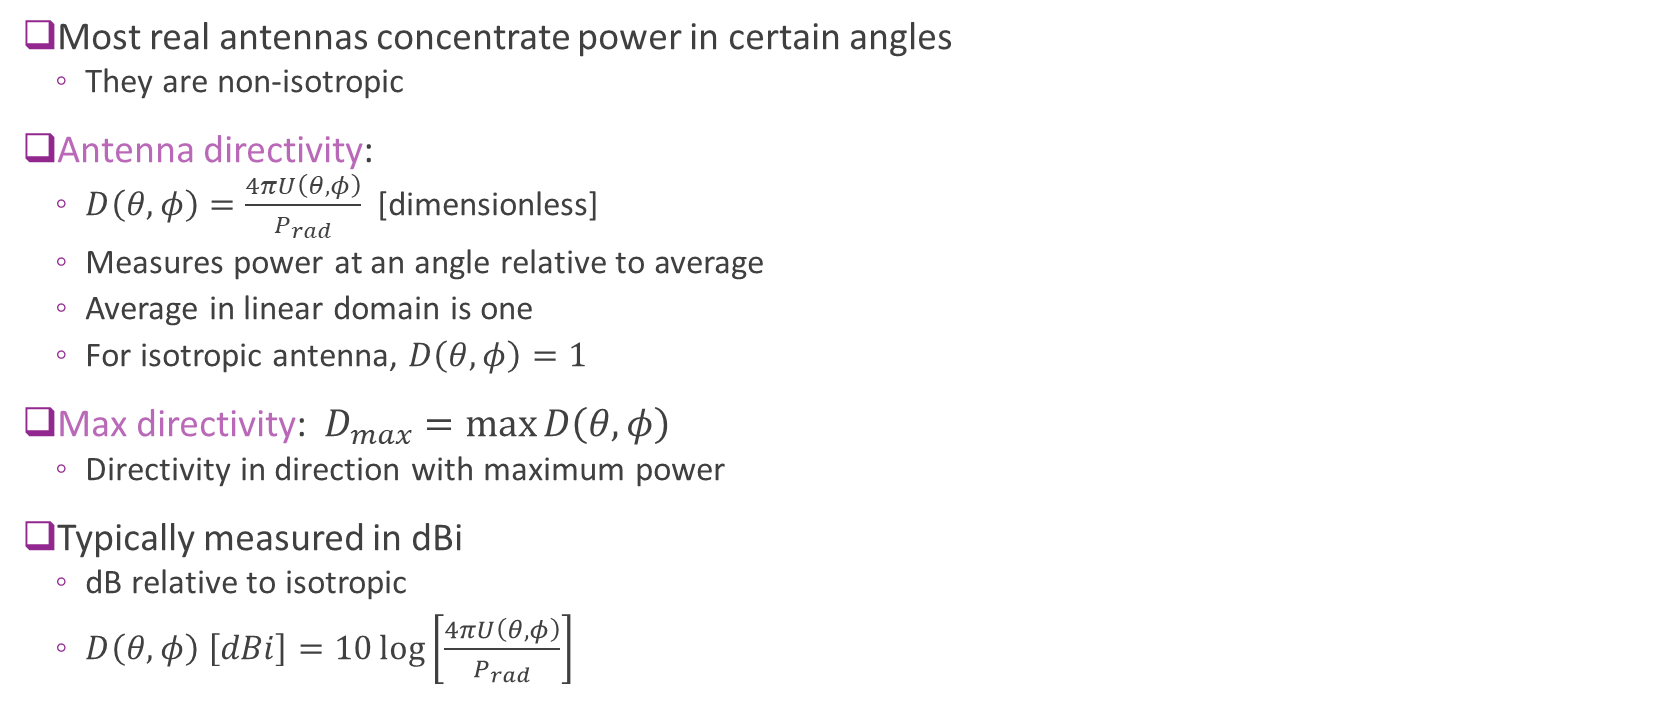 ❑Most real antennas concentrate power in certain angles
◦ They are non-isotropic
❑Antenna directivity:
◦ D(θ, ϕ) = 4πU(θ,ϕ)/P_rad [dimensionless]
◦ Measures power at an angle relative to average
◦ Average in linear domain is one
◦ For isotropic antenna, D(θ, ϕ) = 1
❑Max directivity: D_max = max D(θ, ϕ)
◦ Directivity in direction with maximum power
❑Typically measured in dBi
◦ dB relative to isotropic
◦ D(θ, ϕ) [dBi] = 10 log[4πU(θ,ϕ)/P_rad]